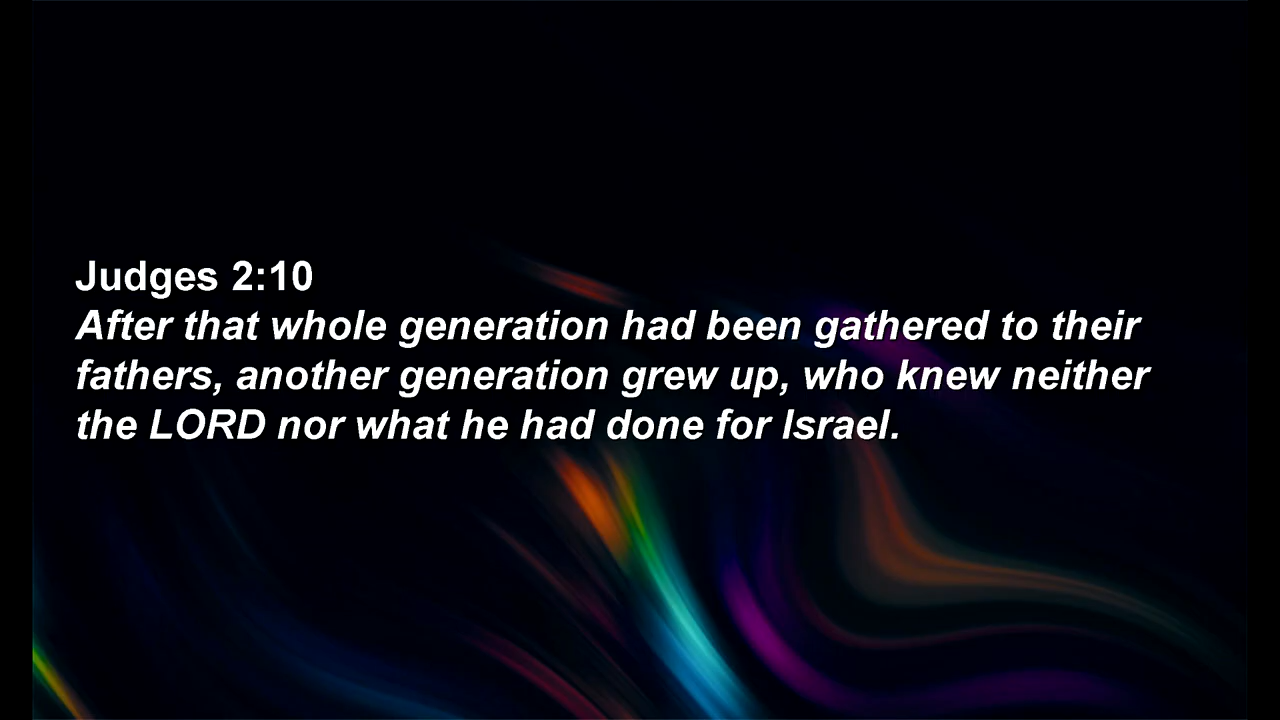 Judges 2:10
After that whole generation had been gathered to their
fathers, another generation grew up, who knew neither
the LORD nor what he had done for Israel.